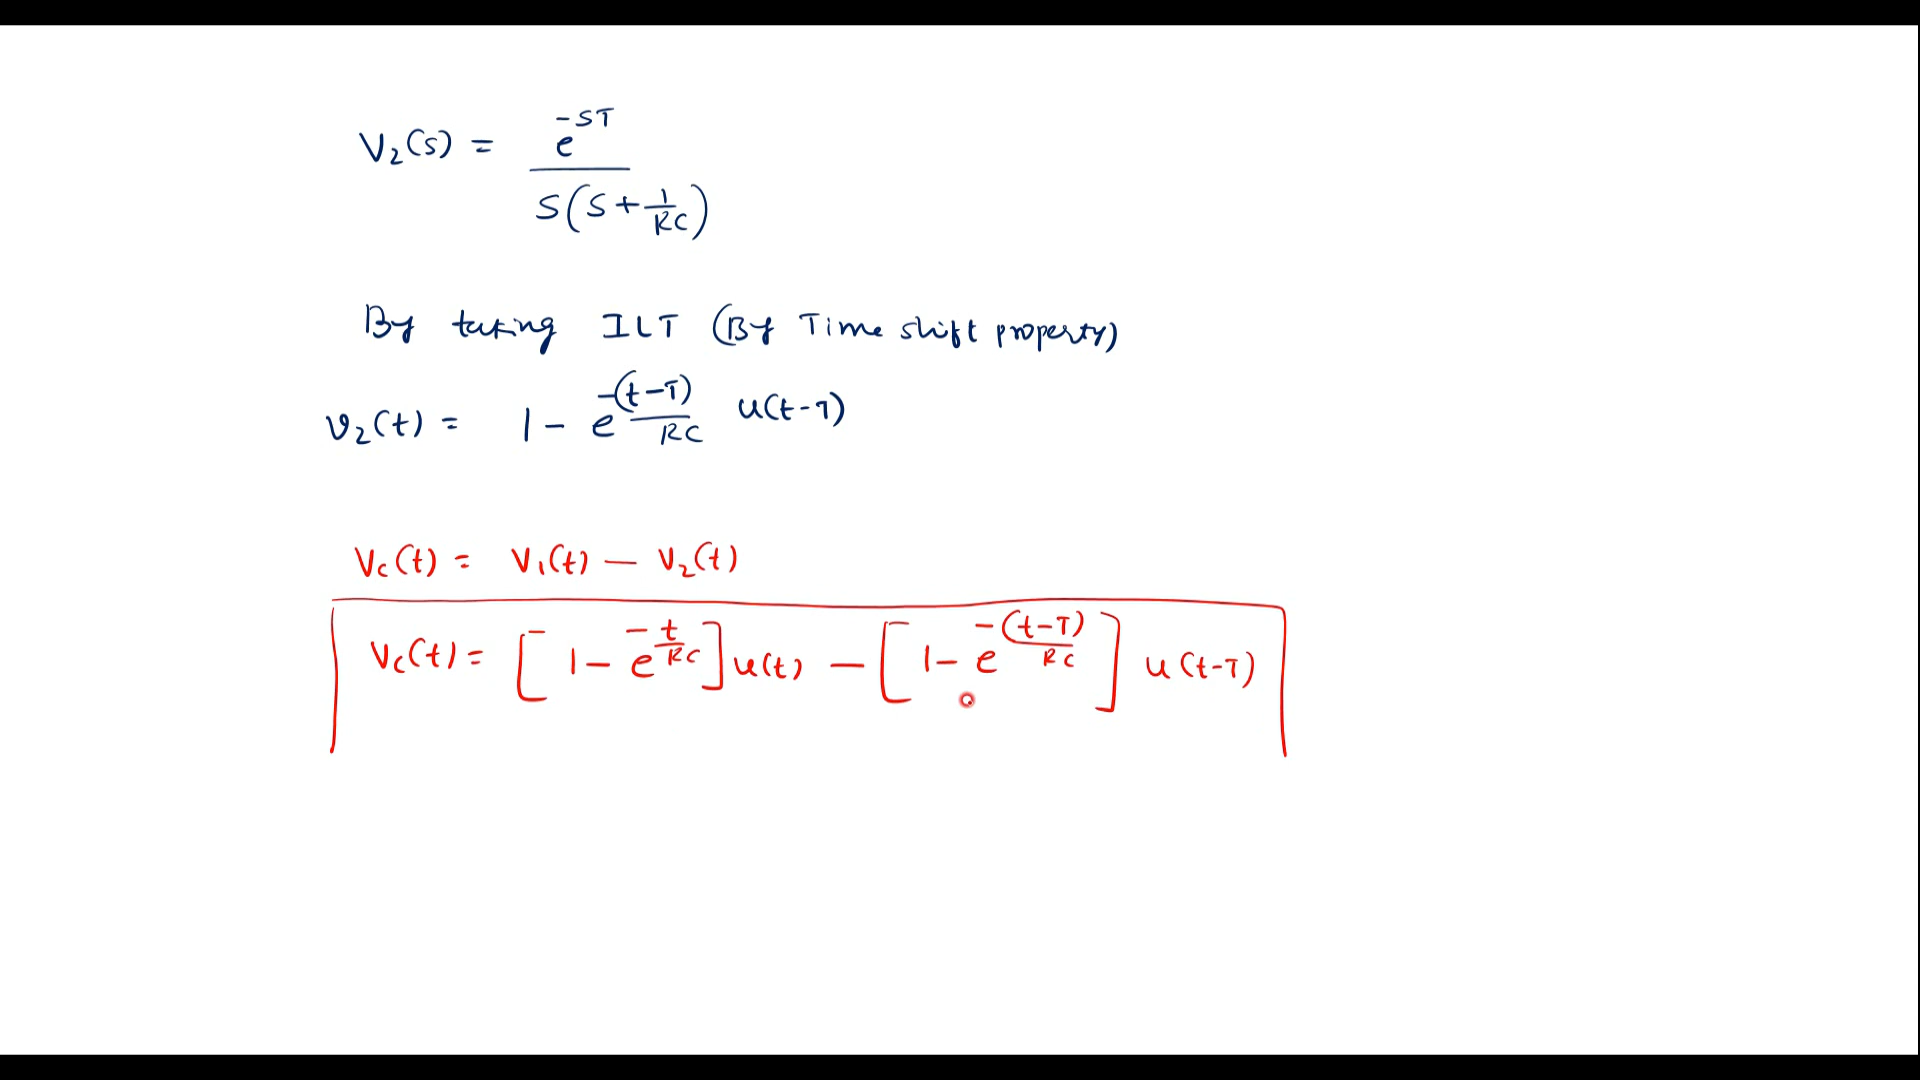 V₂(s) = e^{-sT} / s(s + 1/RC)
By taking ILT (By Time shift property)
v₂(t) = 1 - e^{-(t-T)/RC} u(t-T)
Vc(t) = V₁(t) - V₂(t)
Vc(t) = [1 - e^{-t/RC}] u(t) - [1 - e^{-(t-T)/RC}] u(t-T)